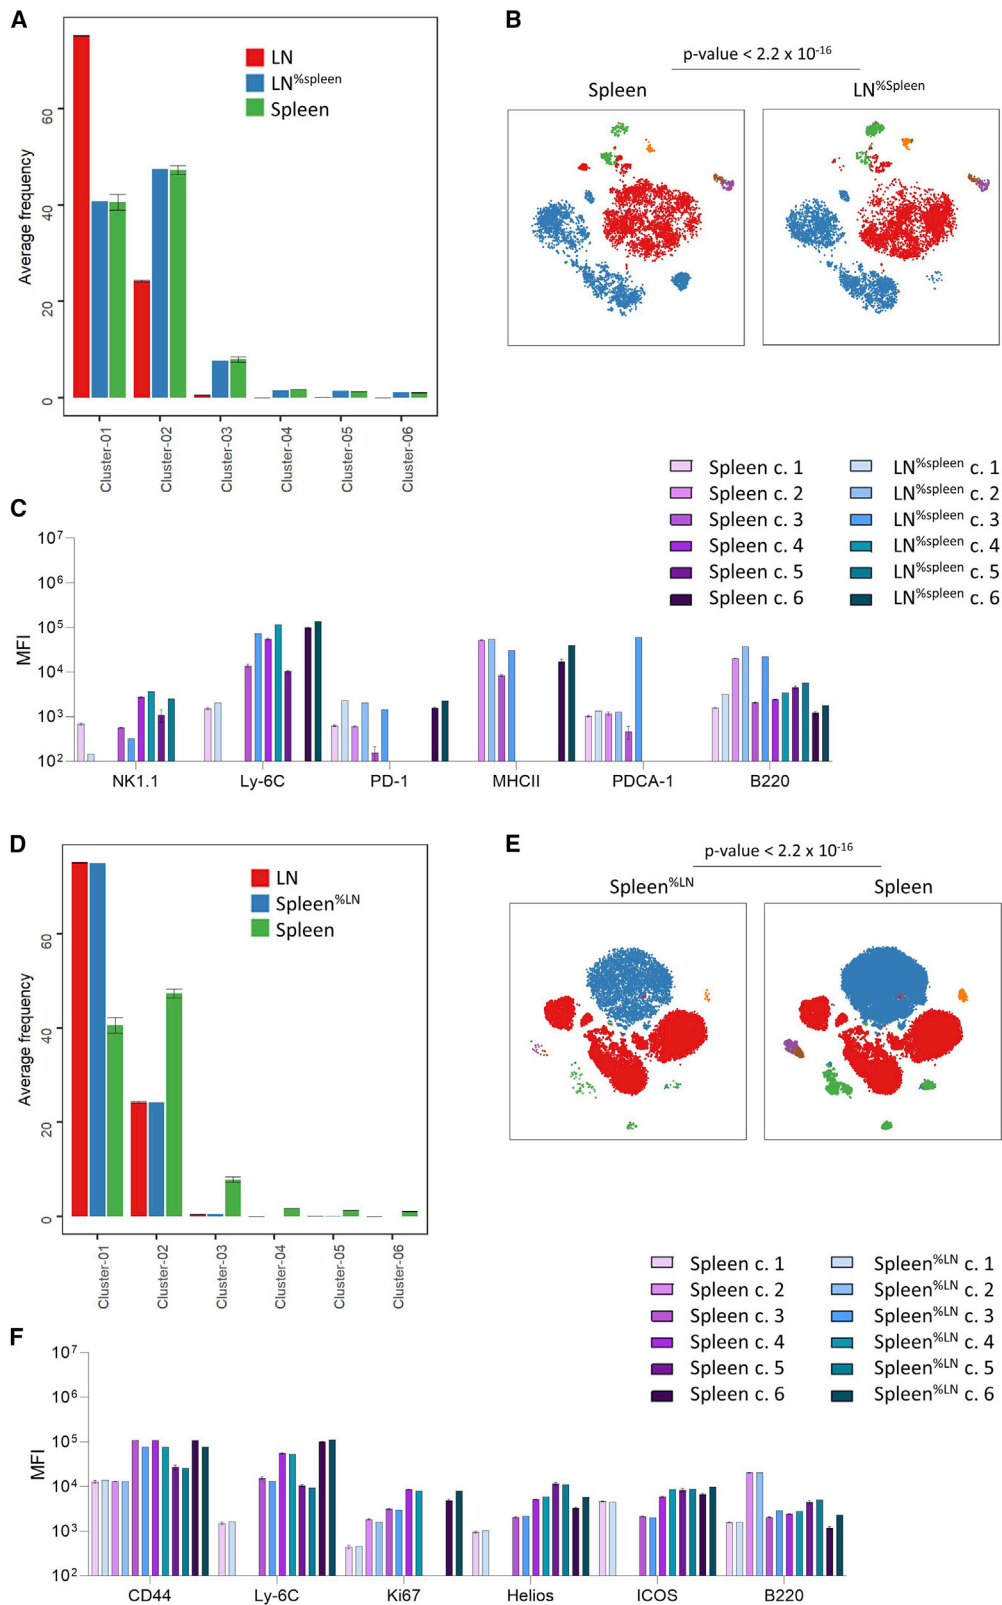 A
Average frequency
0
20
40
60
LN
LN%spleen
Spleen
Cluster-01
Cluster-02
Cluster-03
Cluster-04
Cluster-05
Cluster-06
B
p-value < 2.2 x 10-16
Spleen
LN%Spleen
Spleen c. 1
Spleen c. 2
Spleen c. 3
Spleen c. 4
Spleen c. 5
Spleen c. 6
LN%spleen c. 1
LN%spleen c. 2
LN%spleen c. 3
LN%spleen c. 4
LN%spleen c. 5
LN%spleen c. 6
C
MFI
107
106
105
104
103
102
NK1.1
Ly-6C
PD-1
MHCII
PDCA-1
B220
D
Average frequency
0
20
40
60
LN
Spleen%LN
Spleen
Cluster-01
Cluster-02
Cluster-03
Cluster-04
Cluster-05
Cluster-06
E
p-value < 2.2 x 10-16
Spleen%LN
Spleen
Spleen c. 1
Spleen c. 2
Spleen c. 3
Spleen c. 4
Spleen c. 5
Spleen c. 6
Spleen%LN c. 1
Spleen%LN c. 2
Spleen%LN c. 3
Spleen%LN c. 4
Spleen%LN c. 5
Spleen%LN c. 6
F
MFI
107
106
105
104
103
102
CD44
Ly-6C
Ki67
Helios
ICOS
B220